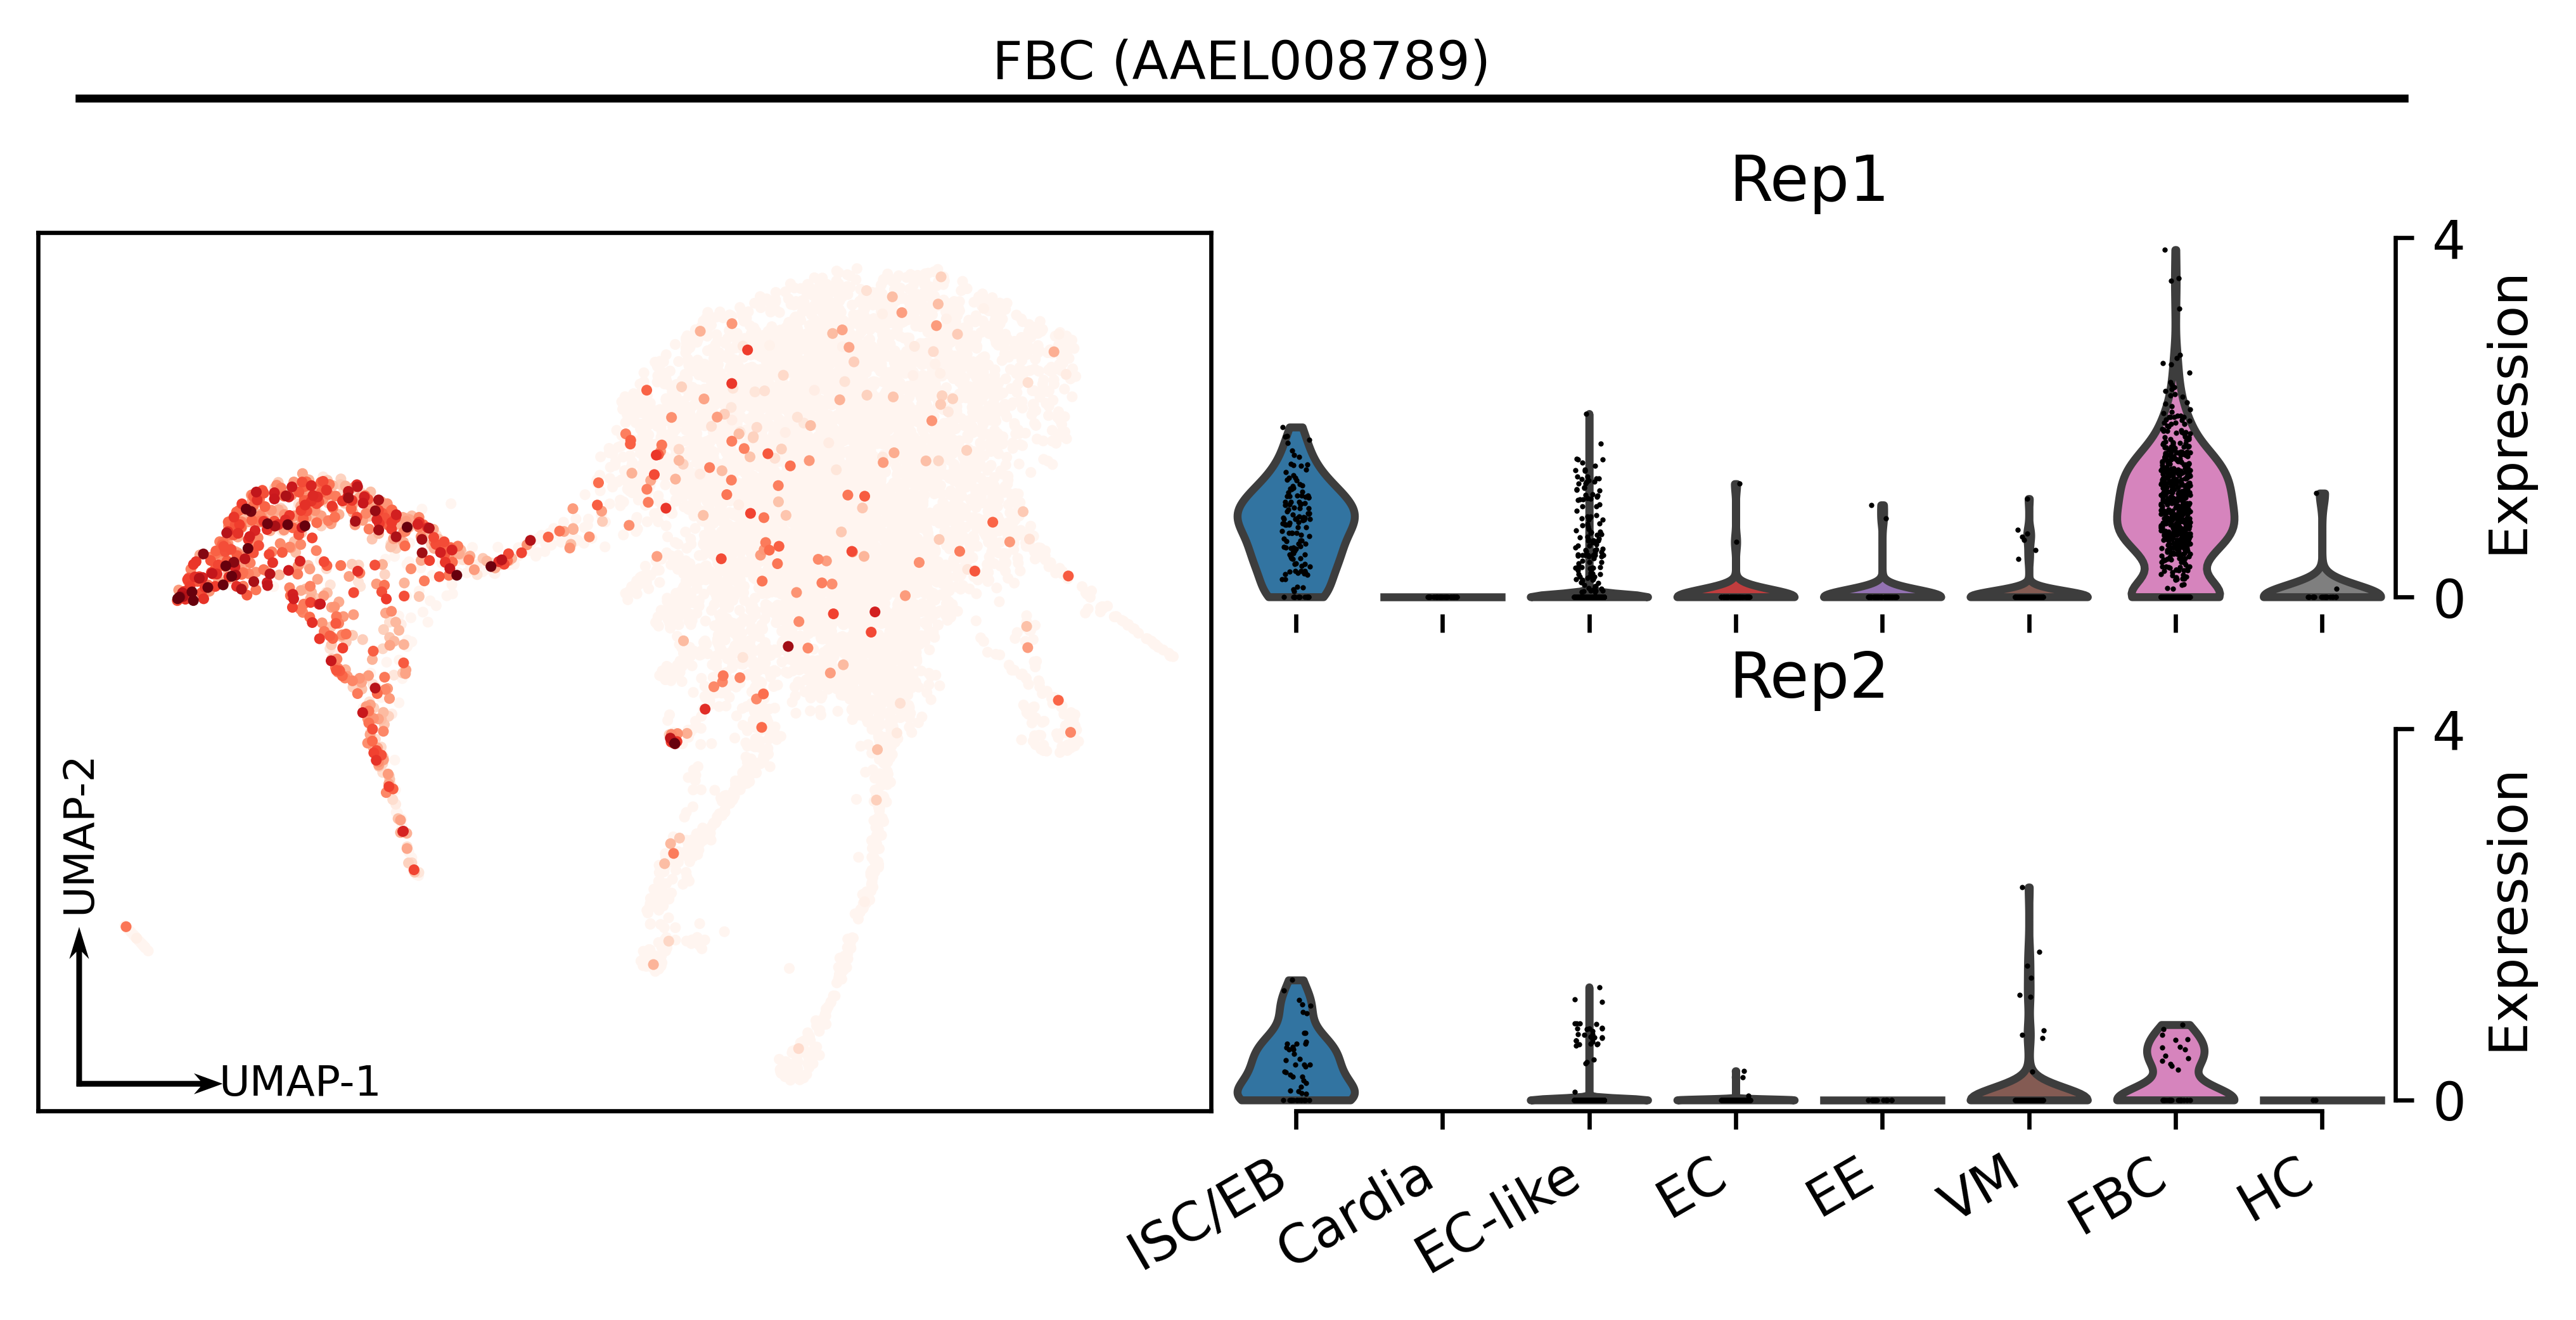 FBC (AAEL008789)
Rep1
4
0
Expression
Rep2
4
0
Expression
UMAP-2
UMAP-1
ISC/EB
Cardia
EC-like
EC
EE
VM
FBC
HC